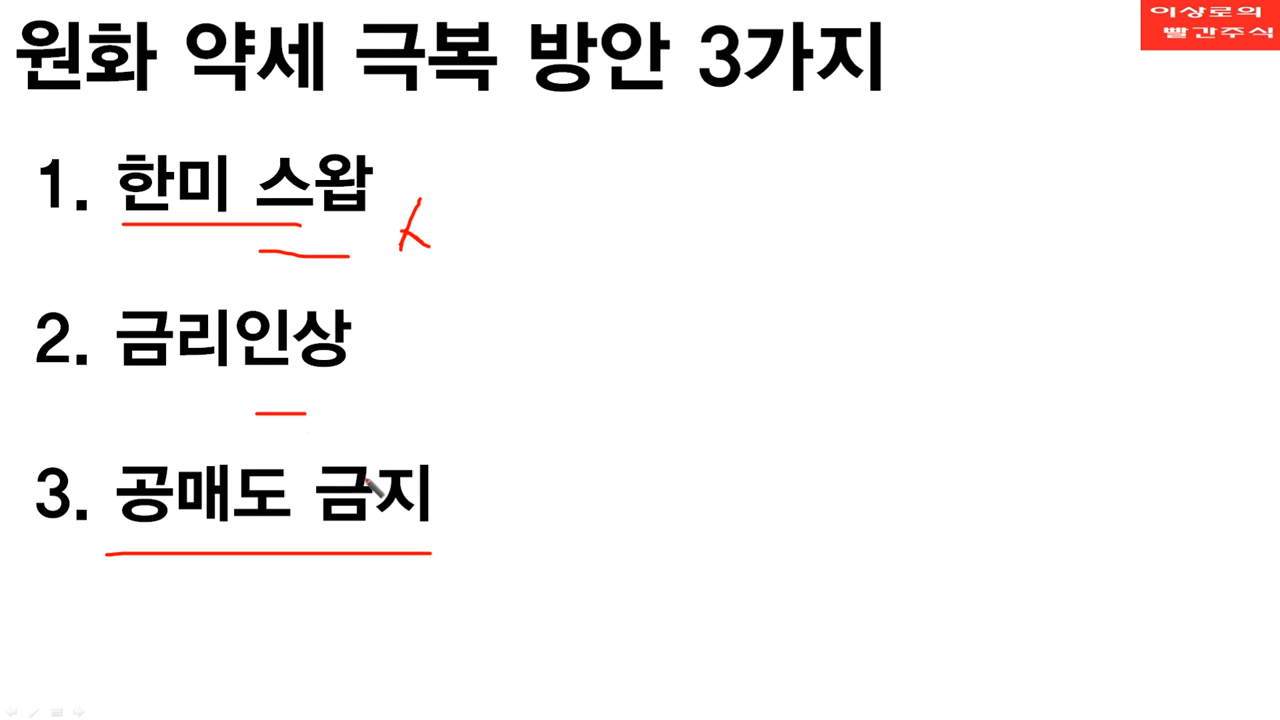 원화 약세 극복 방안 3가지
이상로의
빨간주식
1. 한미 스왑
2. 금리인상
3. 공매도 금지